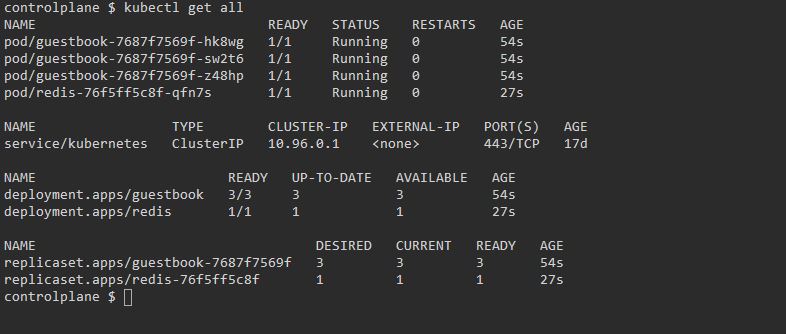 controlplane $ kubectl get all
NAME READY STATUS RESTARTS AGE
pod/guestbook-7687f7569f-hk8wg 1/1 Running 0 54s
pod/guestbook-7687f7569f-sw2t6 1/1 Running 0 54s
pod/guestbook-7687f7569f-z48hp 1/1 Running 0 54s
pod/redis-76f5ff5c8f-qfn7s 1/1 Running 0 27s
NAME TYPE CLUSTER-IP EXTERNAL-IP PORT(S) AGE
service/kubernetes ClusterIP 10.96.0.1 <none> 443/TCP 17d
NAME READY UP-TO-DATE AVAILABLE AGE
deployment.apps/guestbook 3/3 3 3 54s
deployment.apps/redis 1/1 1 1 27s
NAME DESIRED CURRENT READY AGE
replicaset.apps/guestbook-7687f7569f 3 3 3 54s
replicaset.apps/redis-76f5ff5c8f 1 1 1 27s
controlplane $